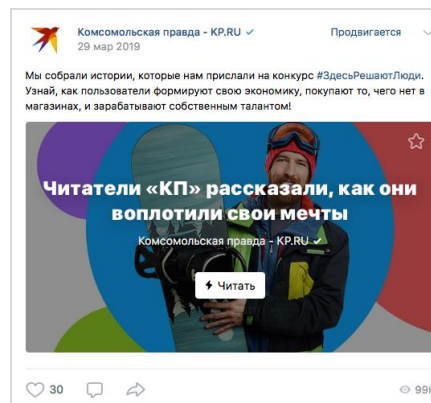 Комсомольская правда - KP.RU
Продвигается
29 мар 2019
Мы собрали истории, которые нам прислали на конкурс #ЗдесьРешаютЛюди.
Узнай, как пользователи формируют свою экономику, покупают то, чего нет в
магазинах, и зарабатывают собственным талантом!
Читатели «КП» рассказали, как они
воплотили свои мечты
Комсомольская правда - KP.RU
Читать
30